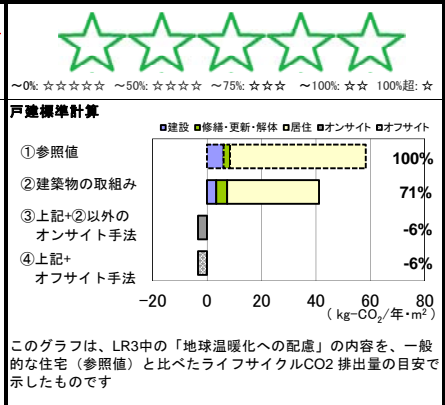 ～0%: ☆☆☆☆☆ ～50%: ☆☆☆☆ ～75%: ☆☆☆ ～100%: ☆☆ 100%超: ☆
戸建標準計算
■建設 ■修繕・更新・解体 □居住 ■オンサイト □オフサイト
①参照値 100%
②建築物の取組み 71%
③上記+②以外の
オンサイト手法 -6%
④上記+
オフサイト手法 -6%
-20 0 20 40 60 80
( kg-CO2/年・m2 )
このグラフは、LR3中の「地球温暖化への配慮」の内容を、一般
的な住宅（参照値）と比べたライフサイクルCO2 排出量の目安で
示したものです